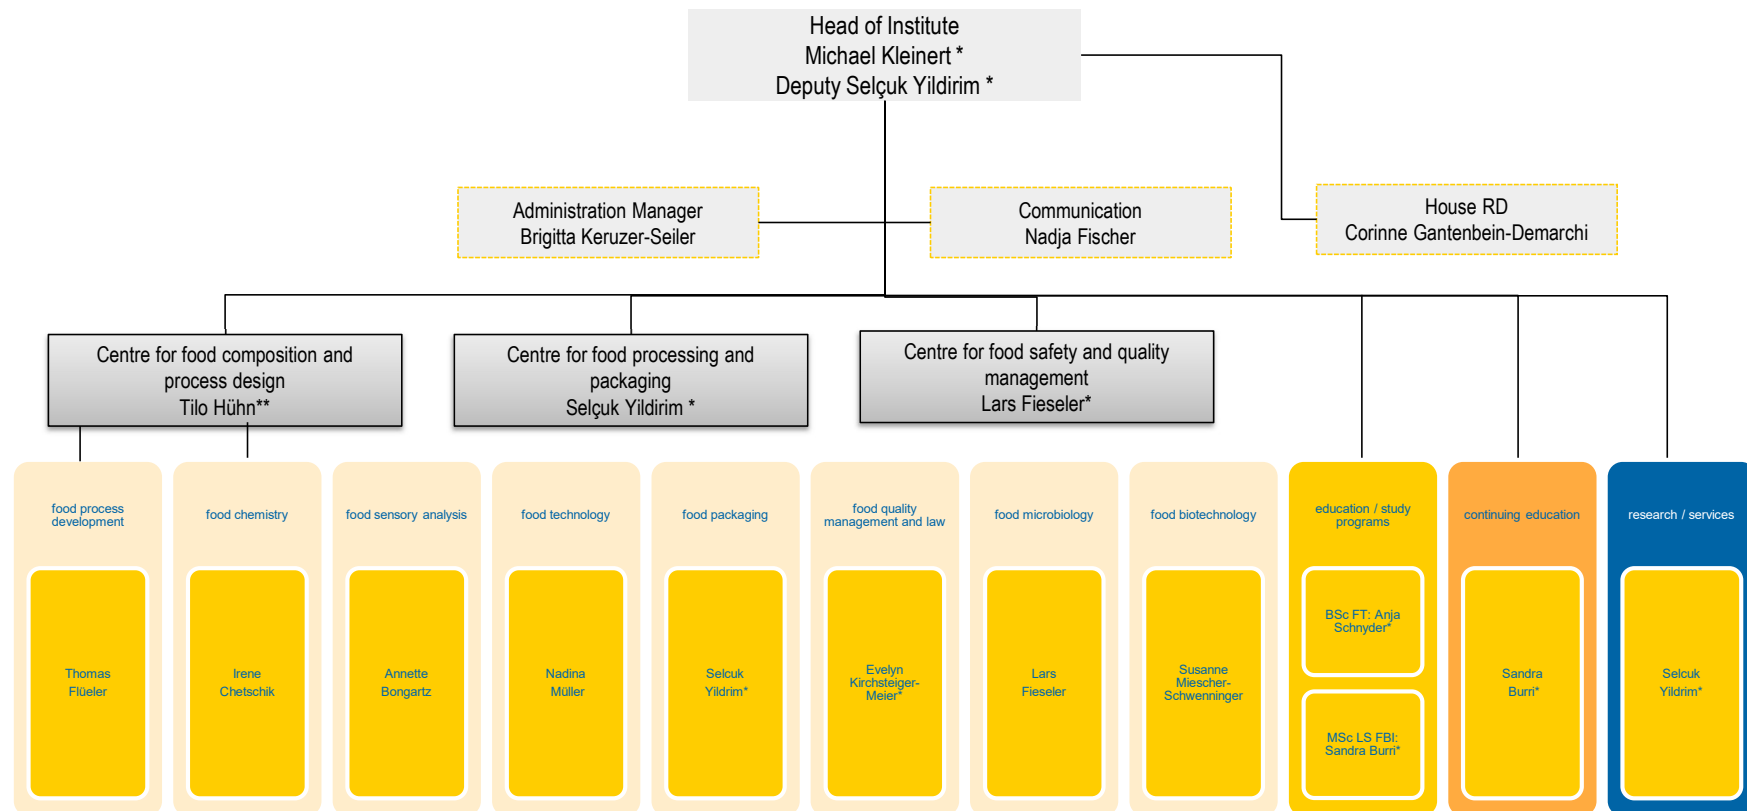 Head of Institute
Michael Kleinert *
Deputy Selçuk Yildirim *
Administration Manager
Brigitta Keruzer-Seiler
Communication
Nadja Fischer
House RD
Corinne Gantenbein-Demarchi
Centre for food composition and
process design
Tilo Hühn**
Centre for food processing and
packaging
Selçuk Yildirim *
Centre for food safety and quality
management
Lars Fieseler*
food process
development
food chemistry
food sensory analysis
food technology
food packaging
food quality
management and law
food microbiology
food biotechnology
education / study
programs
continuing education
research / services
Thomas
Flüeler
Irene
Chetschik
Annette
Bongartz
Nadina
Müller
Selcuk
Yildrim*
Evelyn
Kirchsteiger-
Meier*
Lars
Fieseler
Susanne
Miescher-
Schwenninger
BSc FT: Anja
Schnyder*
MSc LS FBI:
Sandra Burri*
Sandra
Burri*
Selcuk
Yildrim*